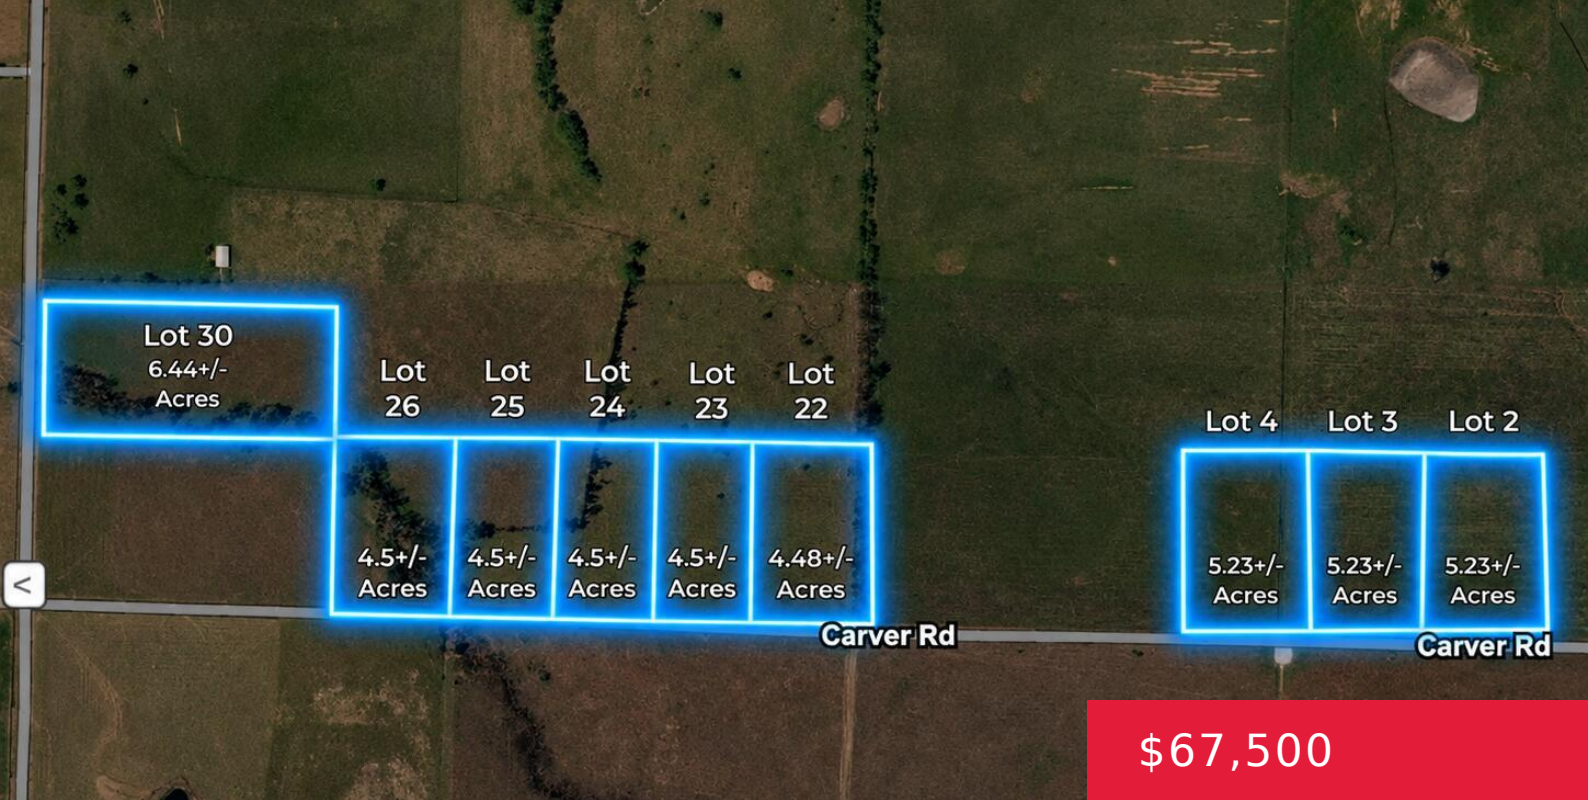 Lot 30
6.44+/-
Acres
Lot
26
Lot
25
Lot
24
Lot
23
Lot
22
Lot 4
Lot 3
Lot 2
4.5+/-
Acres
4.5+/-
Acres
4.5+/-
Acres
4.5+/-
Acres
4.48+/-
Acres
5.23+/-
Acres
5.23+/-
Acres
5.23+/-
Acres
<
Carver Rd
Carver Rd
$67,500